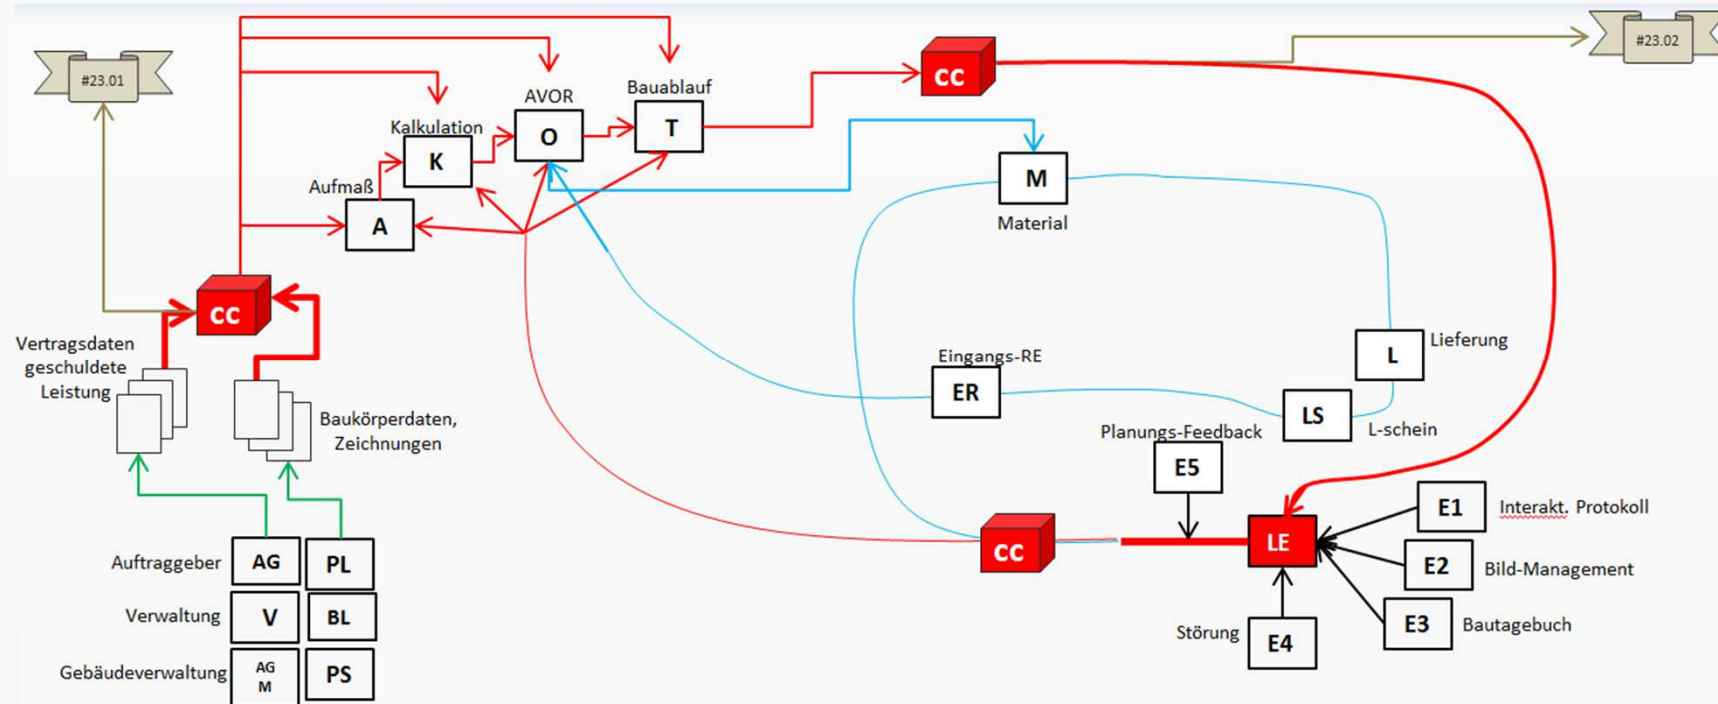 #23.01
#23.02
CC
Bauablauf
AVOR
T
O
Kalkulation
K
Aufmaß
A
M
Material
CC
Vertragsdaten
geschuldete
Leistung
Baukörperdaten,
Zeichnungen
Eingangs-RE
ER
L
Lieferung
LS
L-schein
Planungs-Feedback
E5
E1
Interakt. Protokoll
CC
LE
E2
Bild-Management
E3
Bautagebuch
Störung
E4
Auftraggeber
AG
PL
Verwaltung
V
BL
Gebäudeverwaltung
AG
M
PS